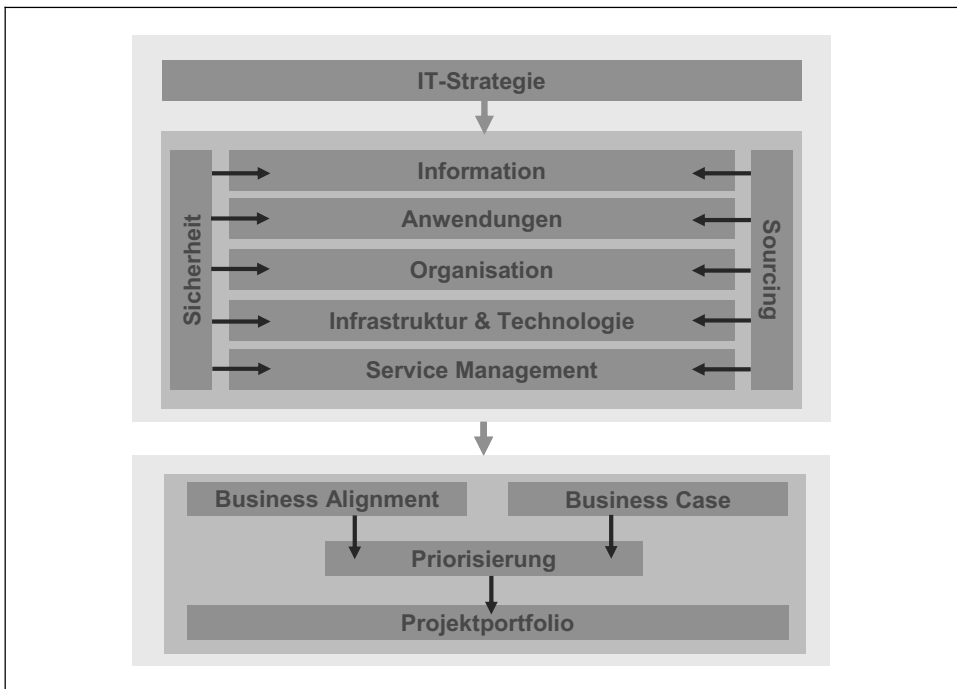 IT-Strategie
Sicherheit
Information
Anwendungen
Organisation
Infrastruktur & Technologie
Service Management
Sourcing
Business Alignment
Business Case
Priorisierung
Projektportfolio